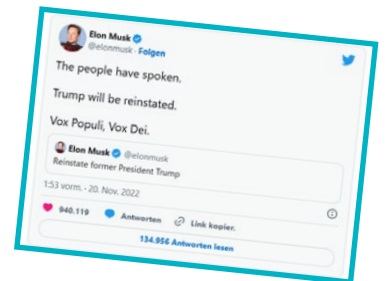 Elon Musk
@elonmusk · Folgen
The people have spoken.
Trump will be reinstated.
Vox Populi, Vox Dei.
Elon Musk @elonmusk
Reinstate former President Trump
1:53 vorm. · 20. Nov. 2022
940.119 Antworten Link kopier.
134.956 Antworten lesen